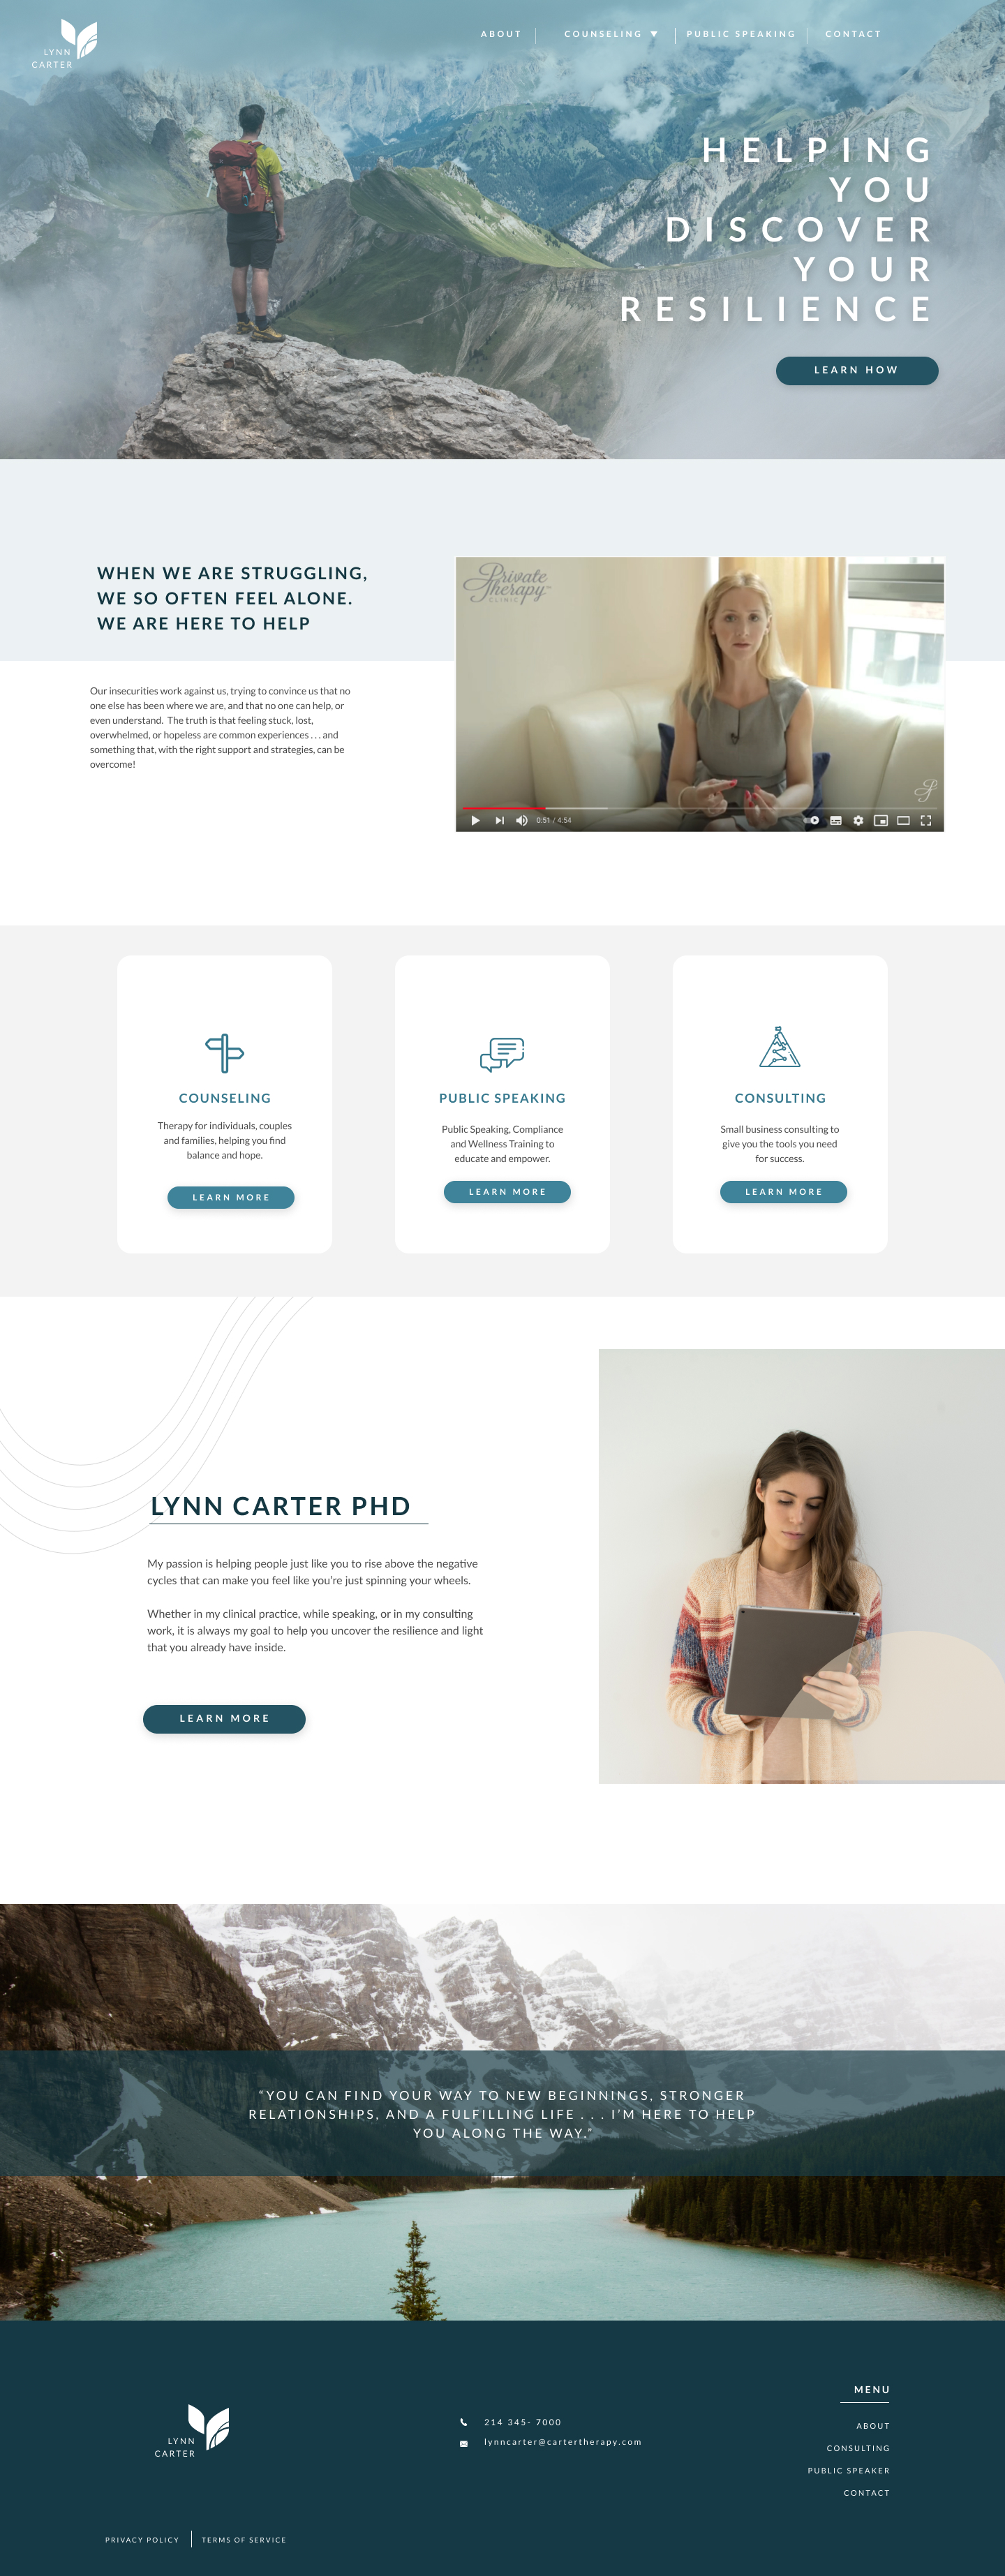 LYNN
CARTER
ABOUT
COUNSELING
PUBLIC SPEAKING
CONTACT
HELPING
YOU
DISCOVER
YOUR
RESILIENCE
LEARN HOW
WHEN WE ARE STRUGGLING,
WE SO OFTEN FEEL ALONE.
WE ARE HERE TO HELP
Our insecurities work against us, trying to convince us that no
one else has been where we are, and that no one can help, or
even understand. The truth is that feeling stuck, lost,
overwhelmed, or hopeless are common experiences . . . and
something that, with the right support and strategies, can be
overcome!
Private
Therapy™
CLINIC
0:51 / 4:54
COUNSELING
Therapy for individuals, couples
and families, helping you find
balance and hope.
LEARN MORE
PUBLIC SPEAKING
Public Speaking, Compliance
and Wellness Training to
educate and empower.
LEARN MORE
CONSULTING
Small business consulting to
give you the tools you need
for success.
LEARN MORE
LYNN CARTER PHD
My passion is helping people just like you to rise above the negative
cycles that can make you feel like you're just spinning your wheels.
Whether in my clinical practice, while speaking, or in my consulting
work, it is always my goal to help you uncover the resilience and light
that you already have inside.
LEARN MORE
“YOU CAN FIND YOUR WAY TO NEW BEGINNINGS, STRONGER
RELATIONSHIPS, AND A FULFILLING LIFE . . . I'M HERE TO HELP
YOU ALONG THE WAY.”
LYNN
CARTER
214 345- 7000
lynncarter@cartertherapy.com
MENU
ABOUT
CONSULTING
PUBLIC SPEAKER
CONTACT
PRIVACY POLICY
TERMS OF SERVICE